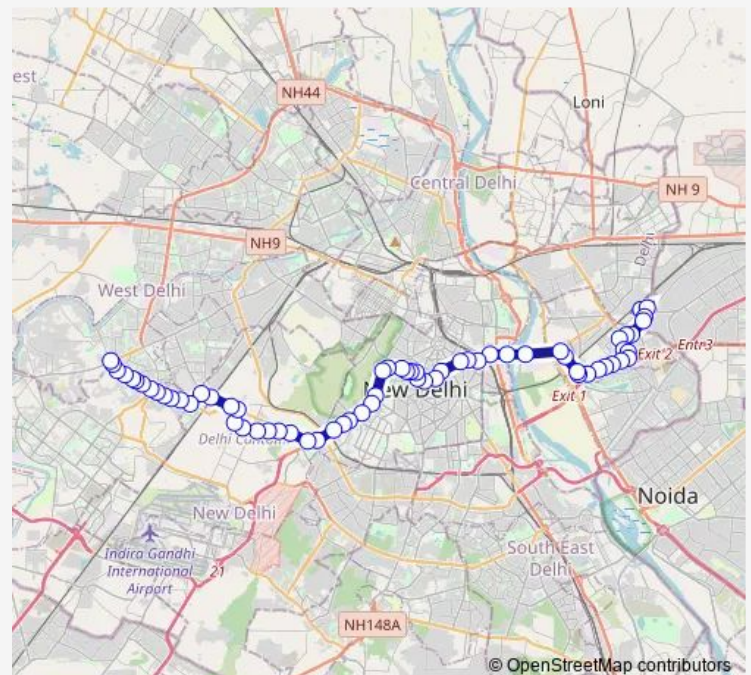 est
NH44
Loni
Central Delhi
NH 9
Delhi
NH9
West Delhi
Entr3
Exit 2
New Delhi
Exit 1
Delhi Canton
Noida
New Delhi
Indira Gandhi
International
Airport
21
South East
Delhi
NH148A
© OpenStreetMap contributors